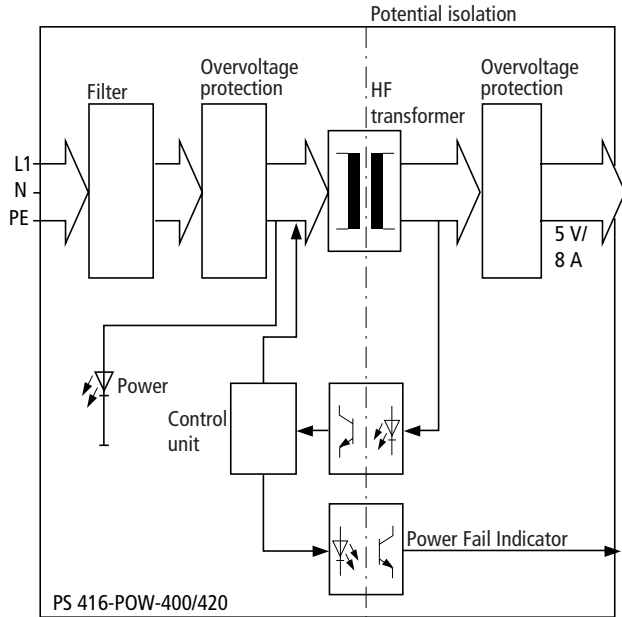 Potential isolation
Overvoltage
protection
Overvoltage
protection
Filter
HF
transformer
L1
N
PE
5 V/
8 A
Power
Control
unit
Power Fail Indicator
PS 416-POW-400/420